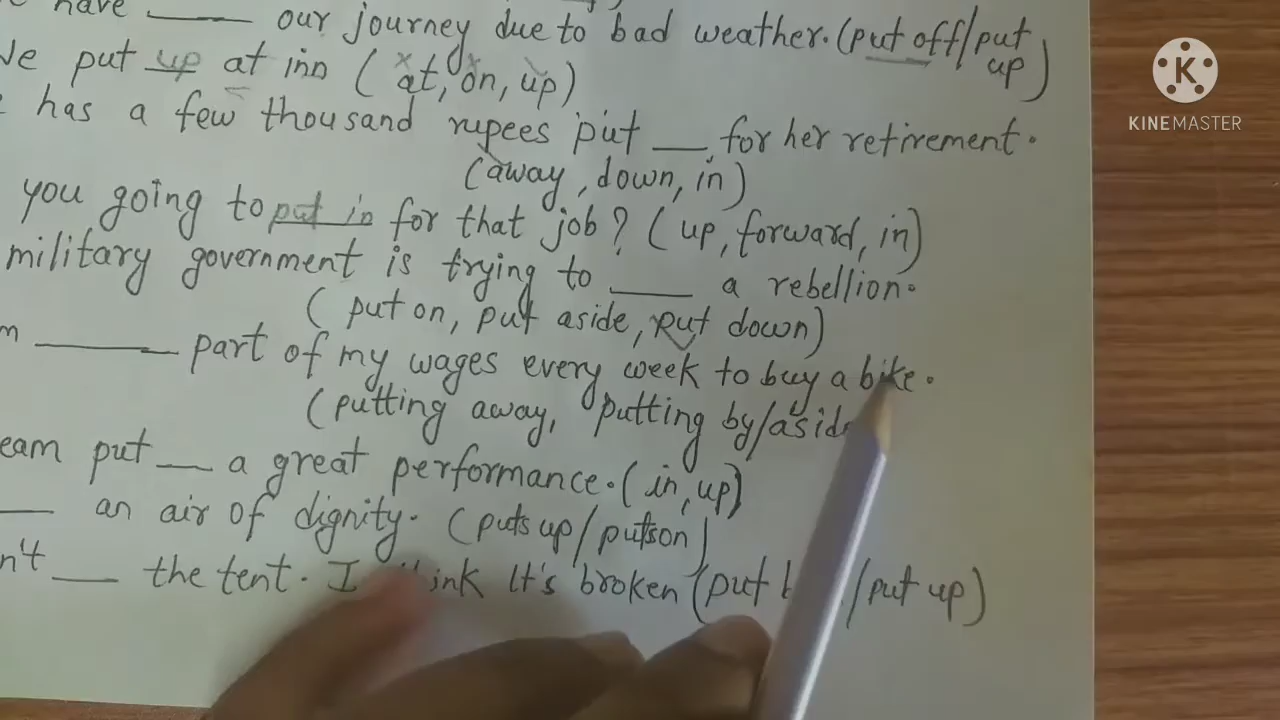 have ______ our journey due to bad weather. (put off/put up)
We put up at inn (at, on, up)
has a few thousand rupees put ___ for her retirement.
(away, down, in)
you going to put in for that job? (up, forward, in)
military government is trying to ____ a rebellion.
(put on, put aside, put down)
m ______ part of my wages every week to buy a bike.
(putting away, putting by/aside
eam put ___ a great performance. (in, up)
___ an air of dignity. (puts up/puts on)
n't ___ the tent. I think It's broken (put /put up)
K
KINEMASTER